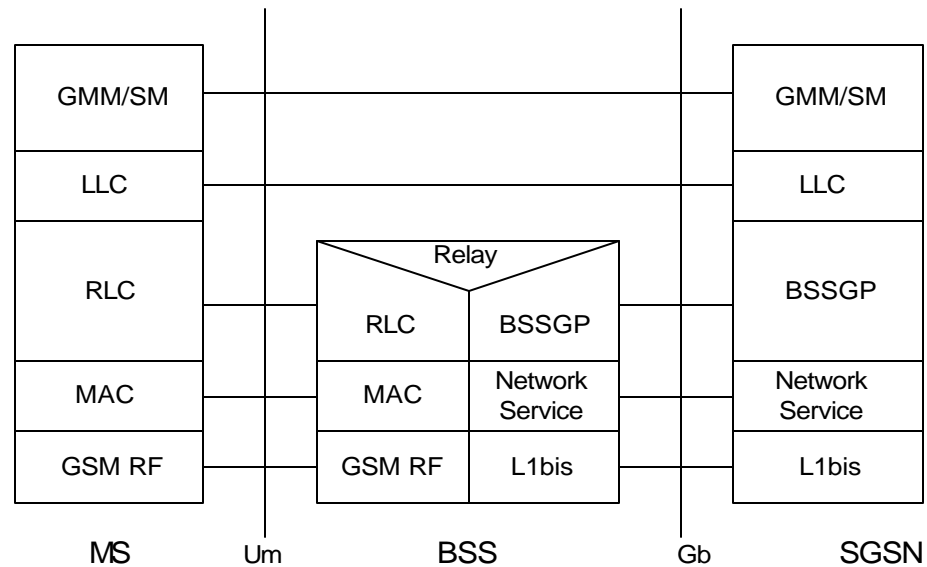 GMM/SM
GMM/SM
LLC
LLC
Relay
RLC
BSSGP
RLC
BSSGP
MAC
MAC
Network
Service
Network
Service
GSM RF
GSM RF
L1bis
L1bis
MS
Um
BSS
Gb
SGSN